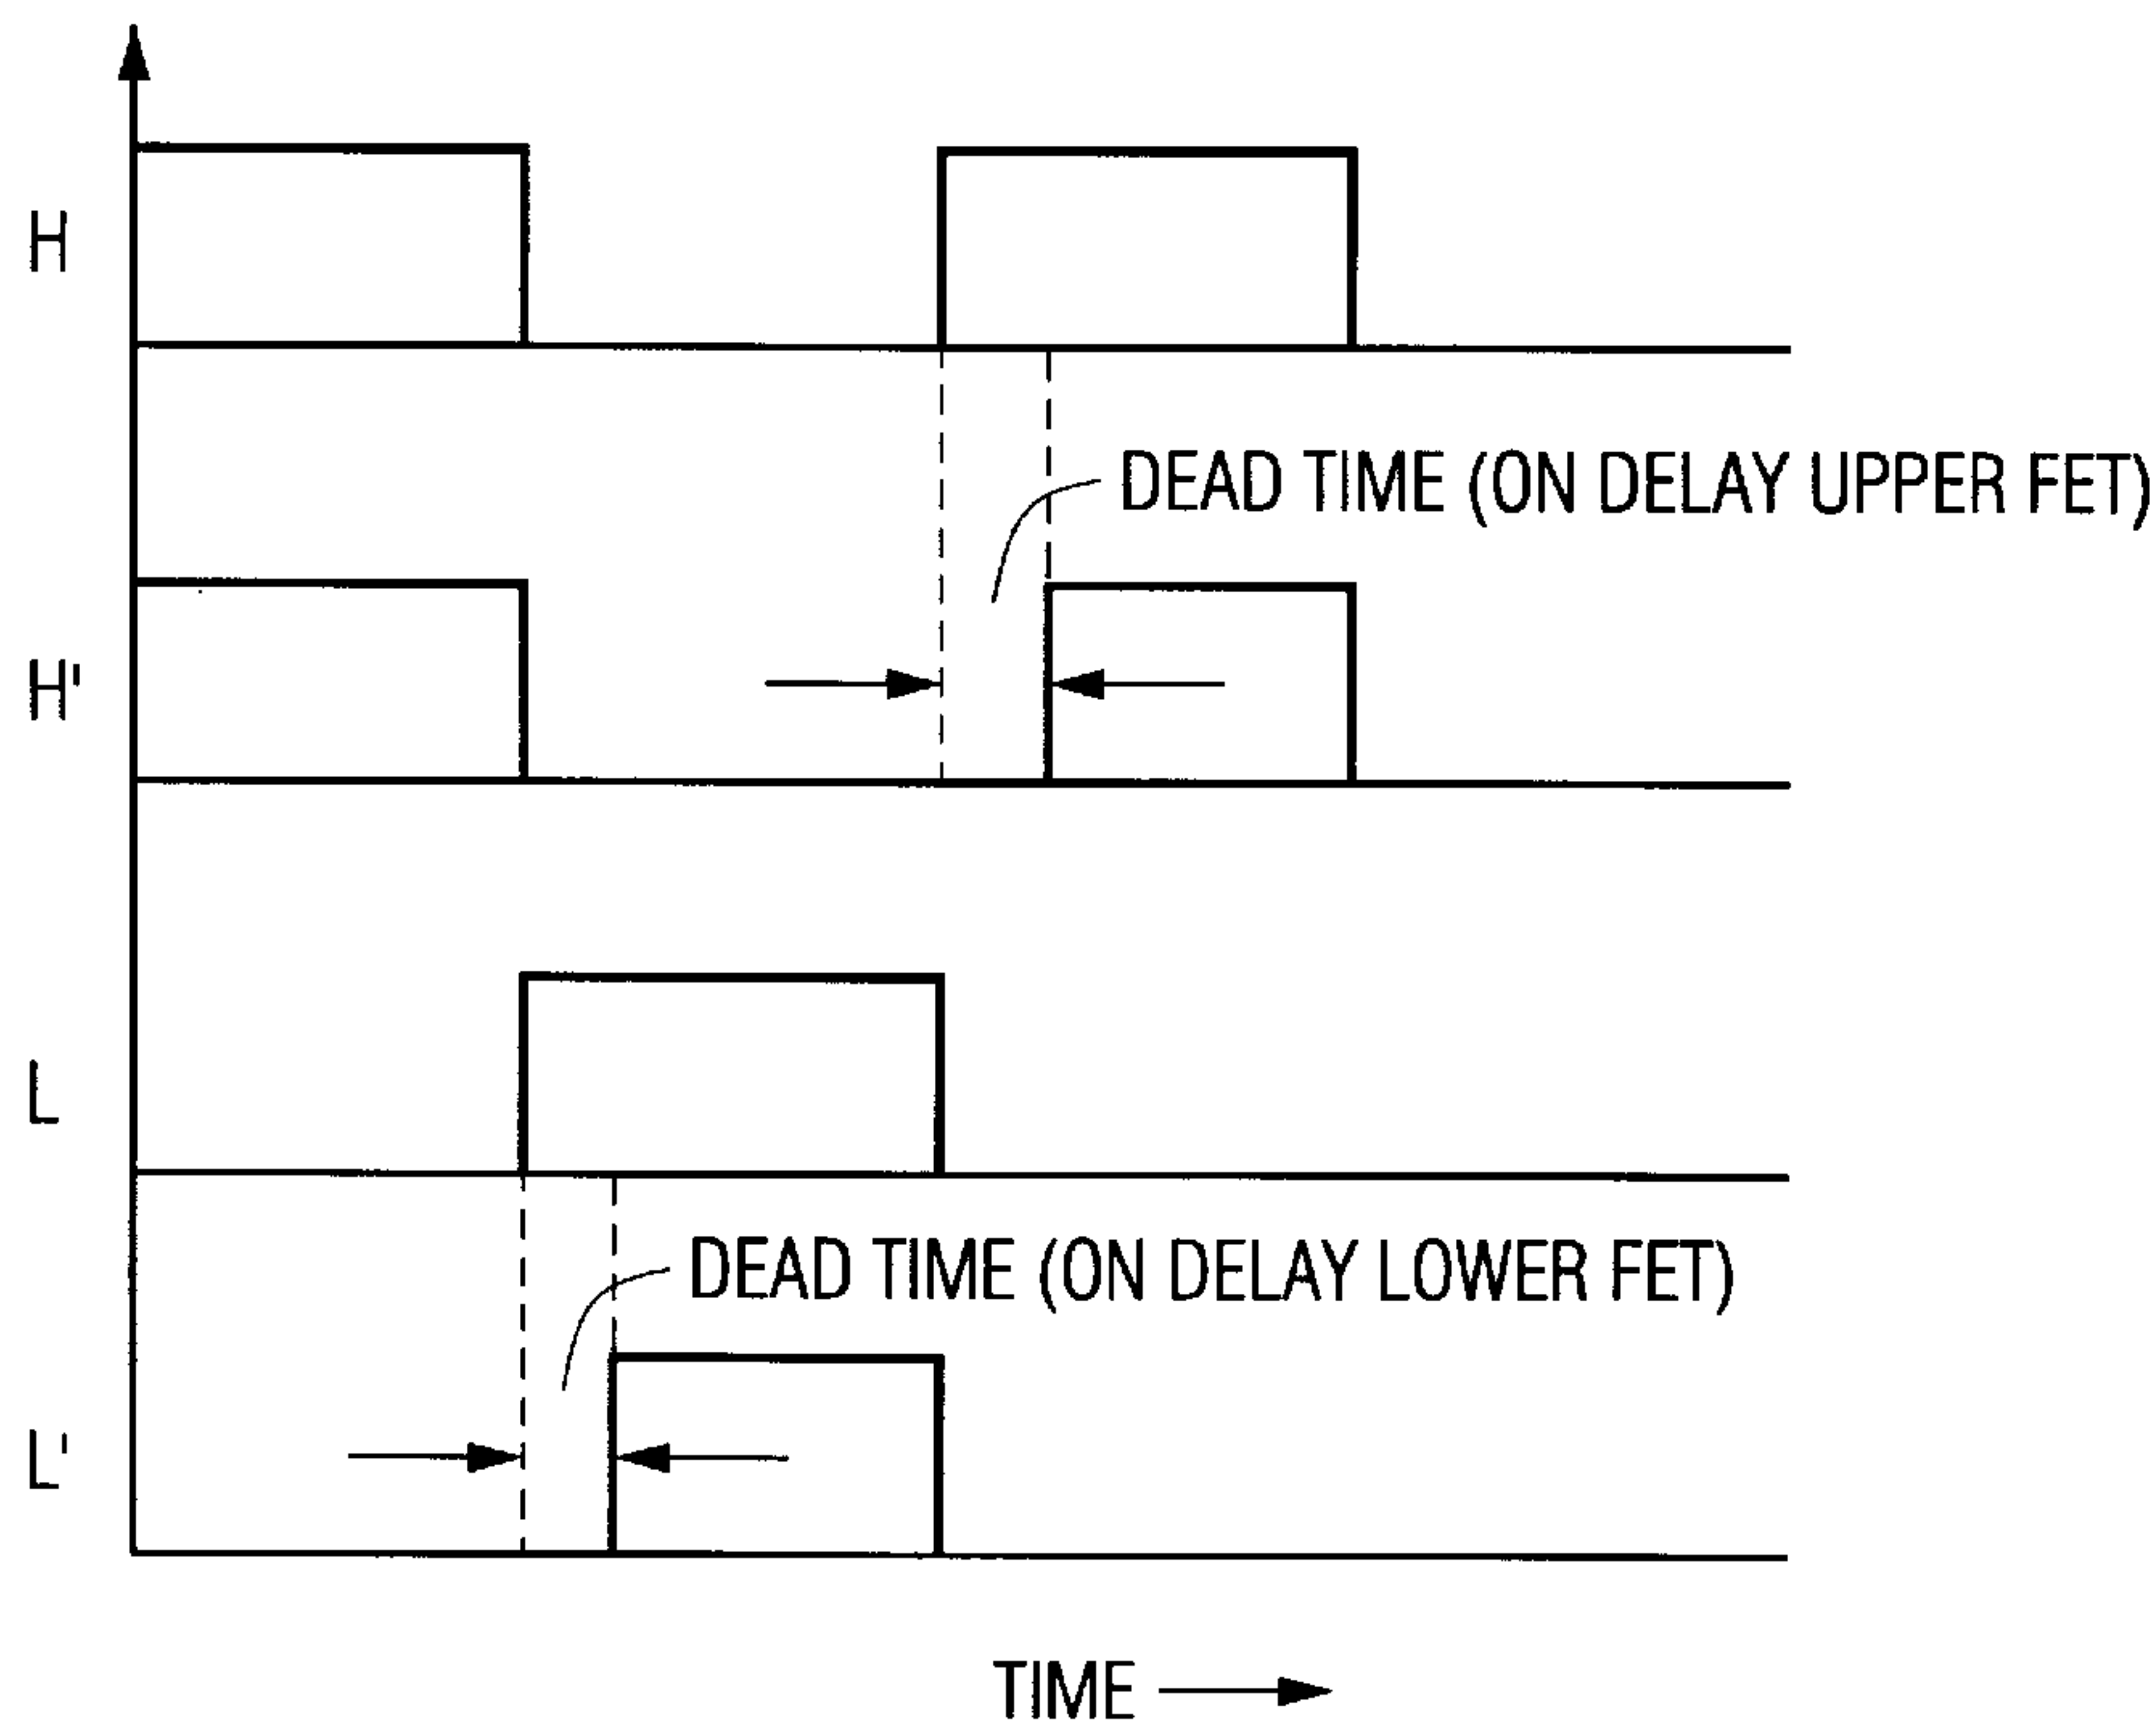 H
DEAD TIME (ON DELAY UPPER FET)
H'
L
DEAD TIME (ON DELAY LOWER FET)
L'
TIME